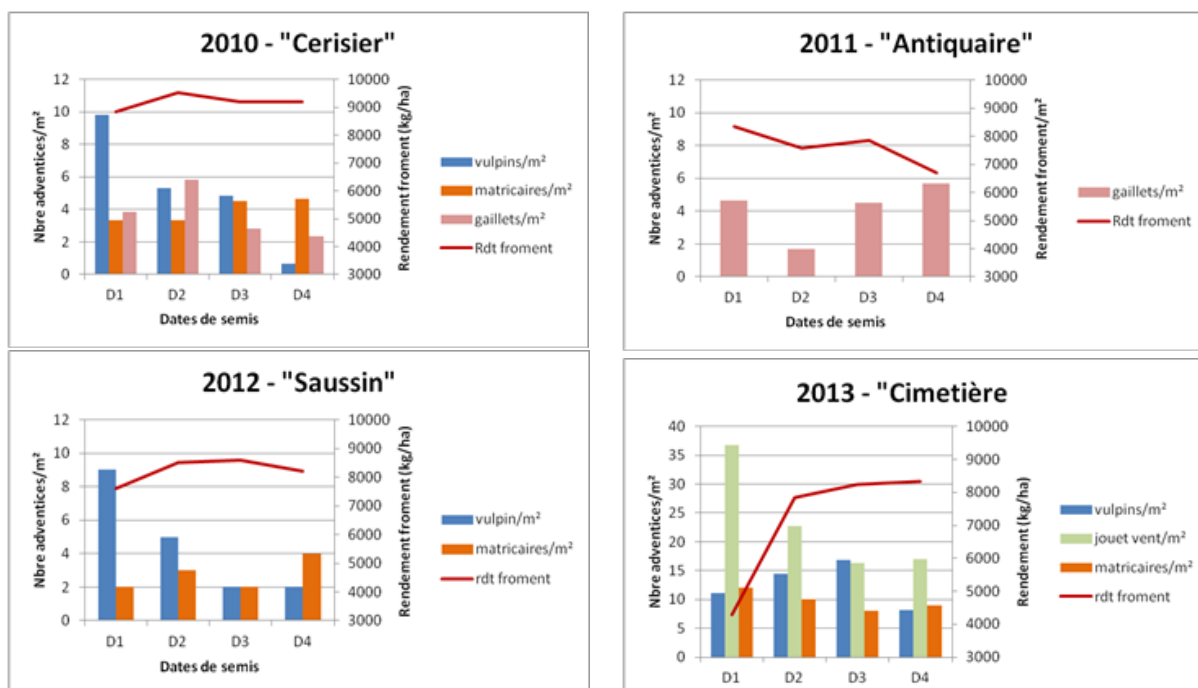 2010 - "Cerisier"
Nbre adventices/m²
12
10
8
6
4
2
0
10000
9000
8000
7000
6000
5000
4000
3000
Rendement froment (kg/ha)
D1 D2 D3 D4
Dates de semis
vulpins/m²
matricaires/m²
gaillets/m²
Rdt froment
2011 - "Antiquaire"
Nbre adventices/m²
12
10
8
6
4
2
0
10000
9000
8000
7000
6000
5000
4000
3000
Rendement froment/m²
D1 D2 D3 D4
Dates de semis
gaillets/m²
Rdt froment
2012 - "Saussin"
Nbre adventices/m²
12
10
8
6
4
2
0
10000
9000
8000
7000
6000
5000
4000
3000
Rendement froment (kg/ha)
D1 D2 D3 D4
Dates de semis
vulpin/m²
matricaires/m²
rdt froment
2013 - "Cimetière
Nbre adventices/m²
40
35
30
25
20
15
10
5
0
10000
9000
8000
7000
6000
5000
4000
3000
Rendement (kg/ha)
D1 D2 D3 D4
vulpins/m²
jouet vent/m²
matricaires/m²
rdt froment